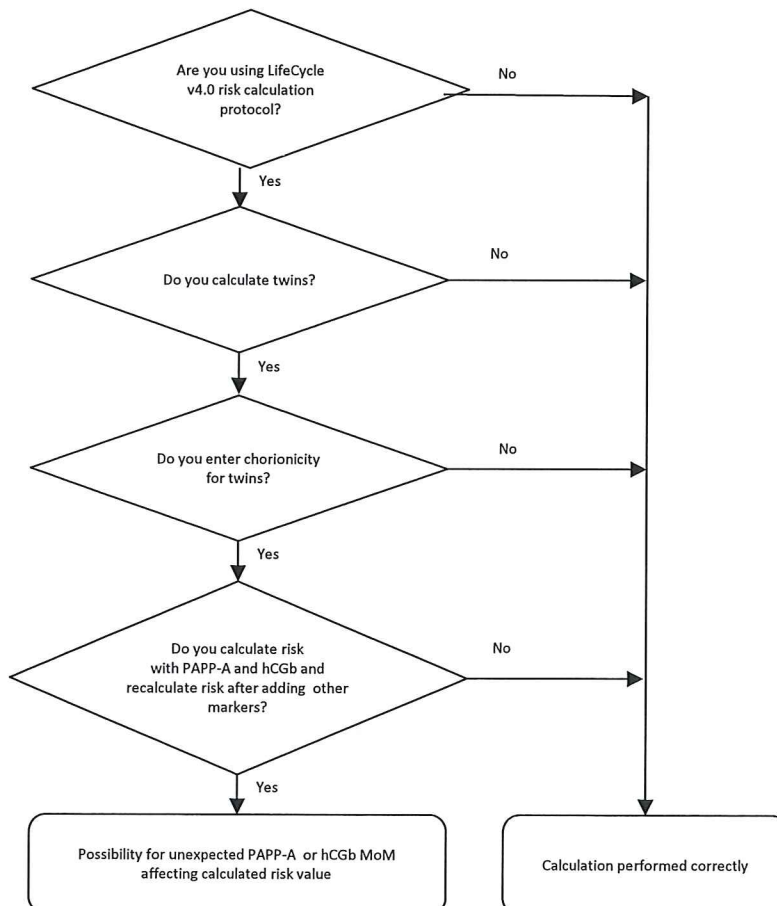 Are you using LifeCycle
v4.0 risk calculation
protocol?
No
Yes
Do you calculate twins?
No
Yes
Do you enter chorionicity
for twins?
No
Yes
Do you calculate risk
with PAPP-A and hCGb and
recalculate risk after adding other
markers?
No
Yes
Possibility for unexpected PAPP-A or hCGb MoM
affecting calculated risk value
Calculation performed correctly